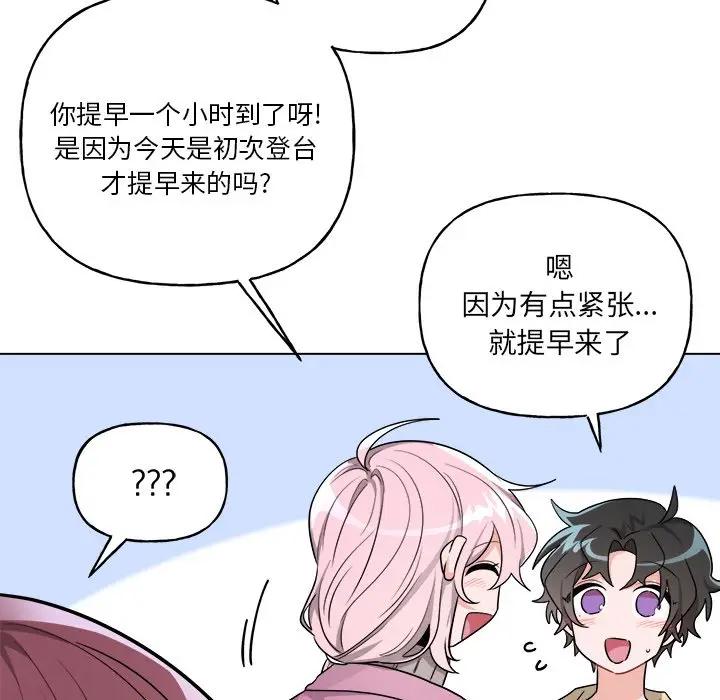 你提早一个小时到了呀!
是因为今天是初次登台
才提早来的吗?
嗯
因为有点紧张...
就提早来了
???